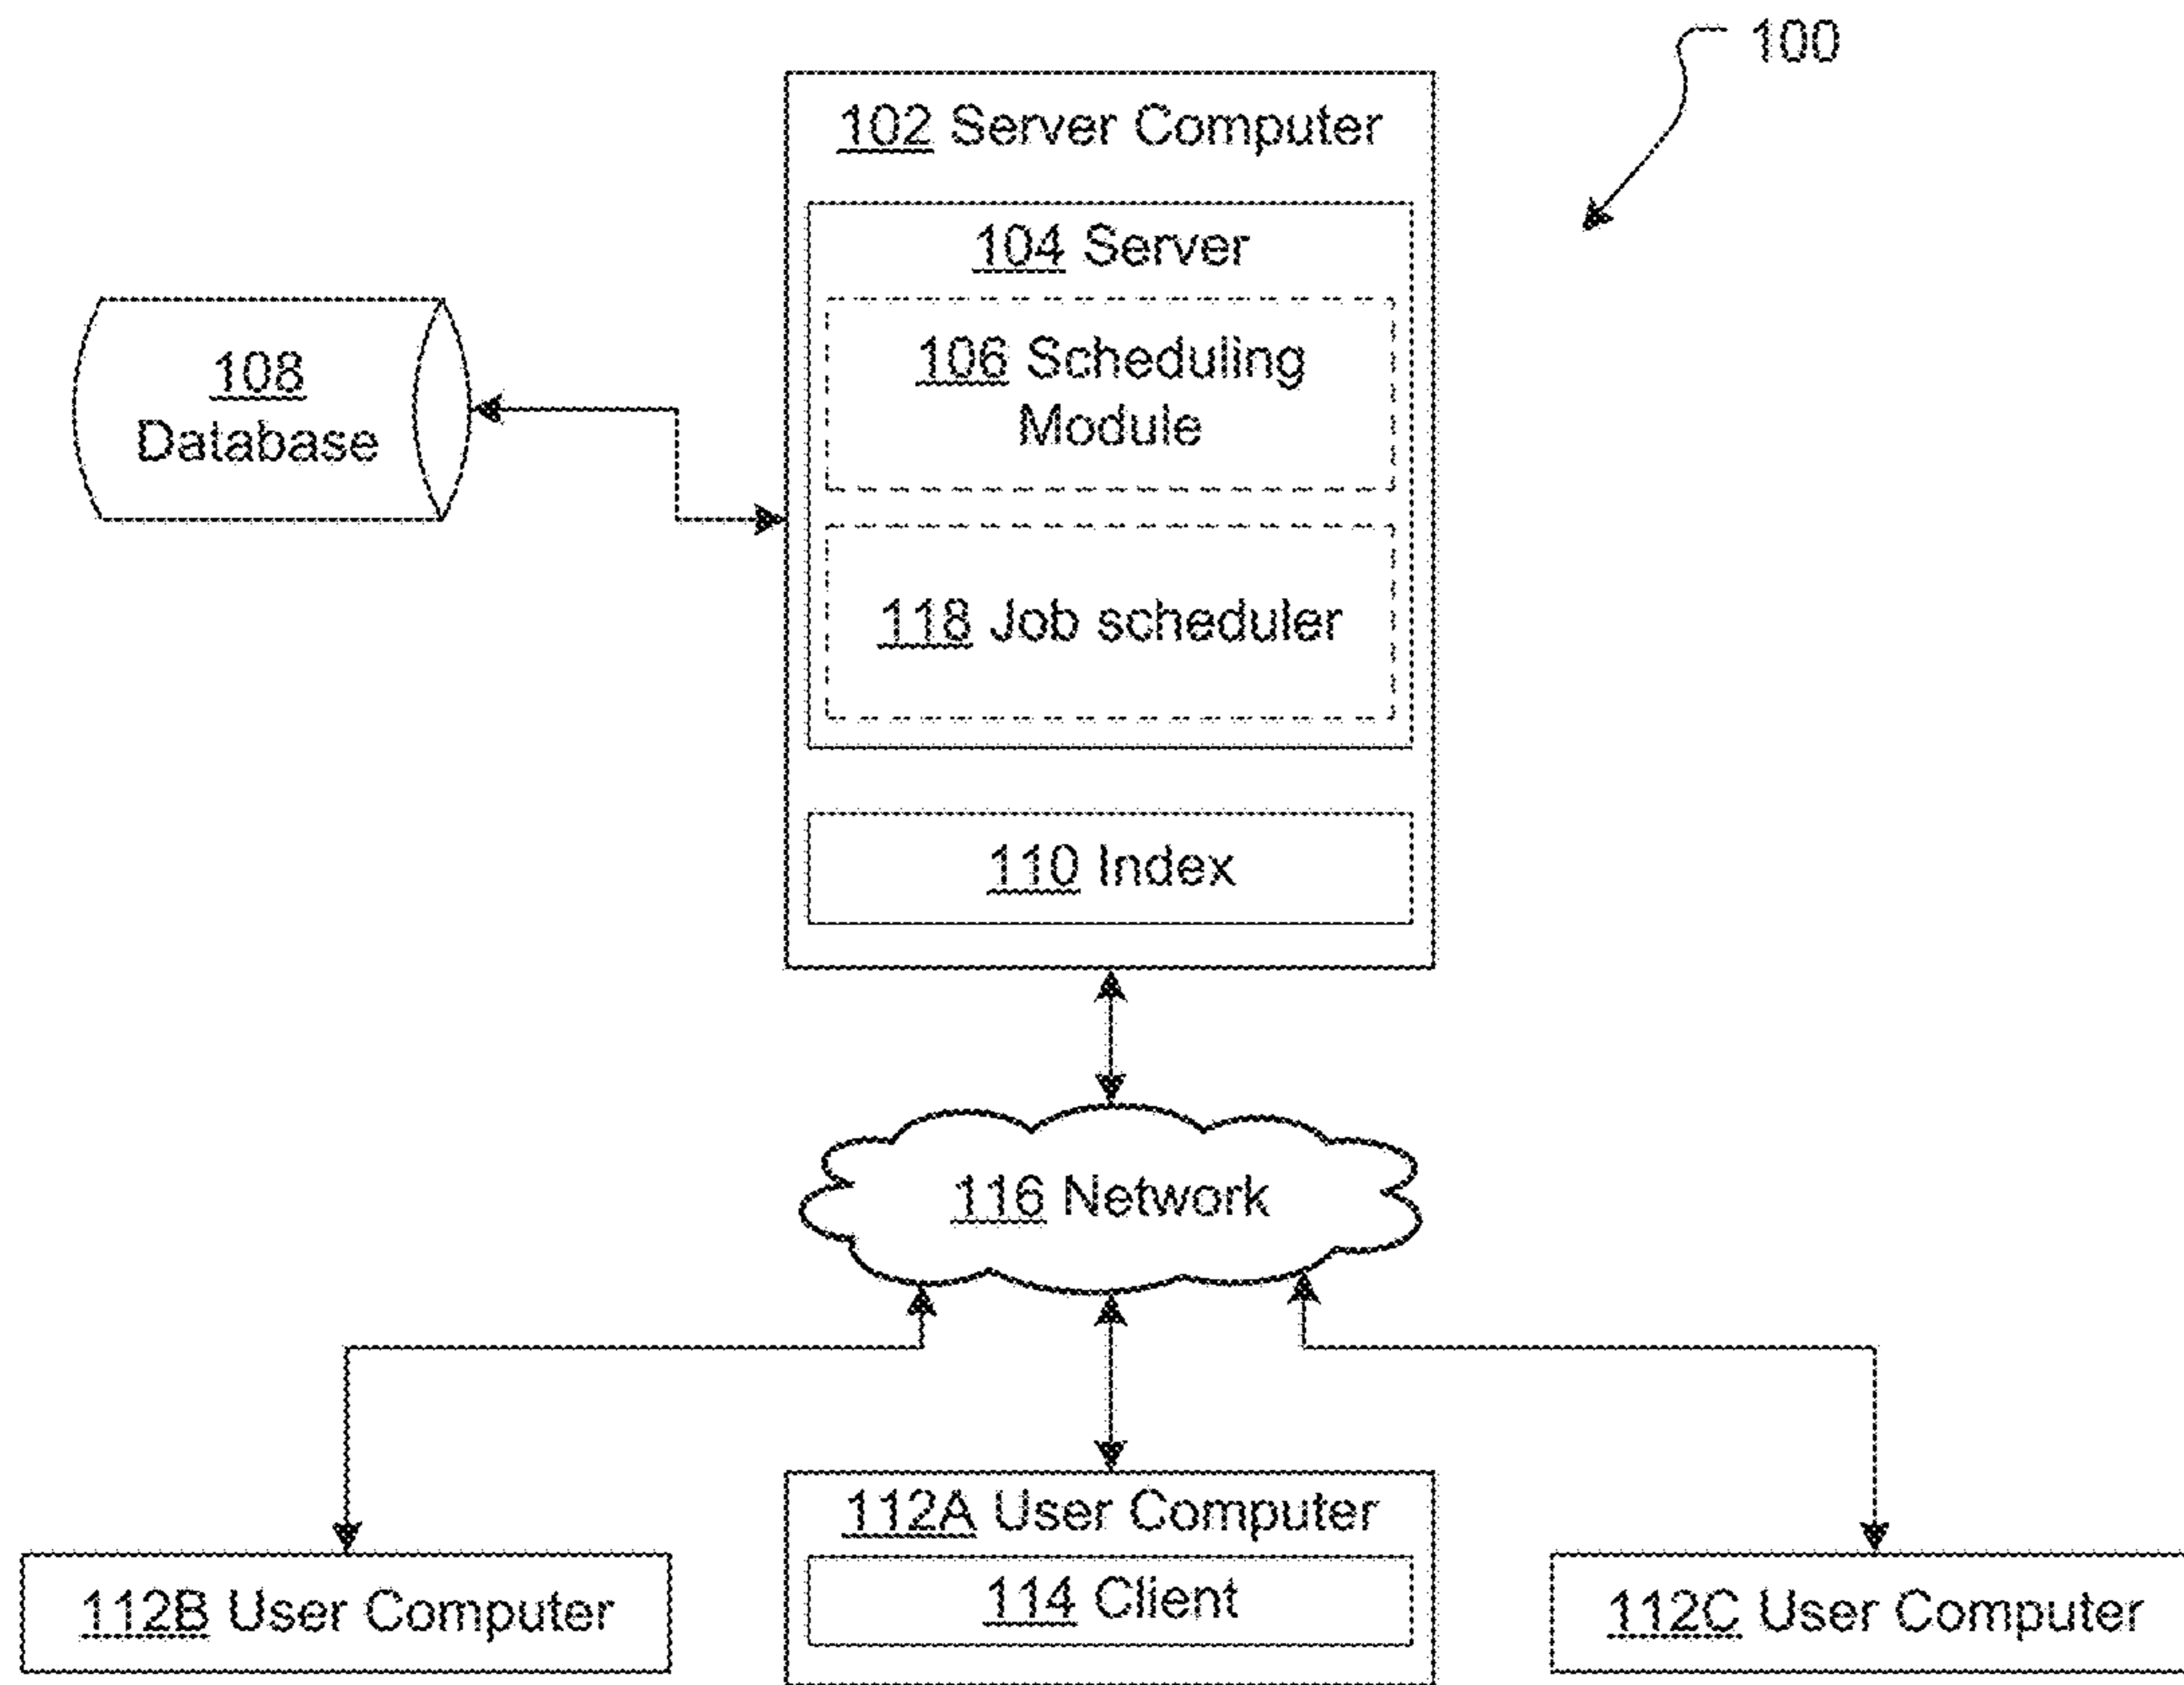 100
102 Server Computer
104 Server
106 Scheduling
Module
108
Database
118 Job scheduler
110 Index
116 Network
112A User Computer
114 Client
112B User Computer
112C User Computer